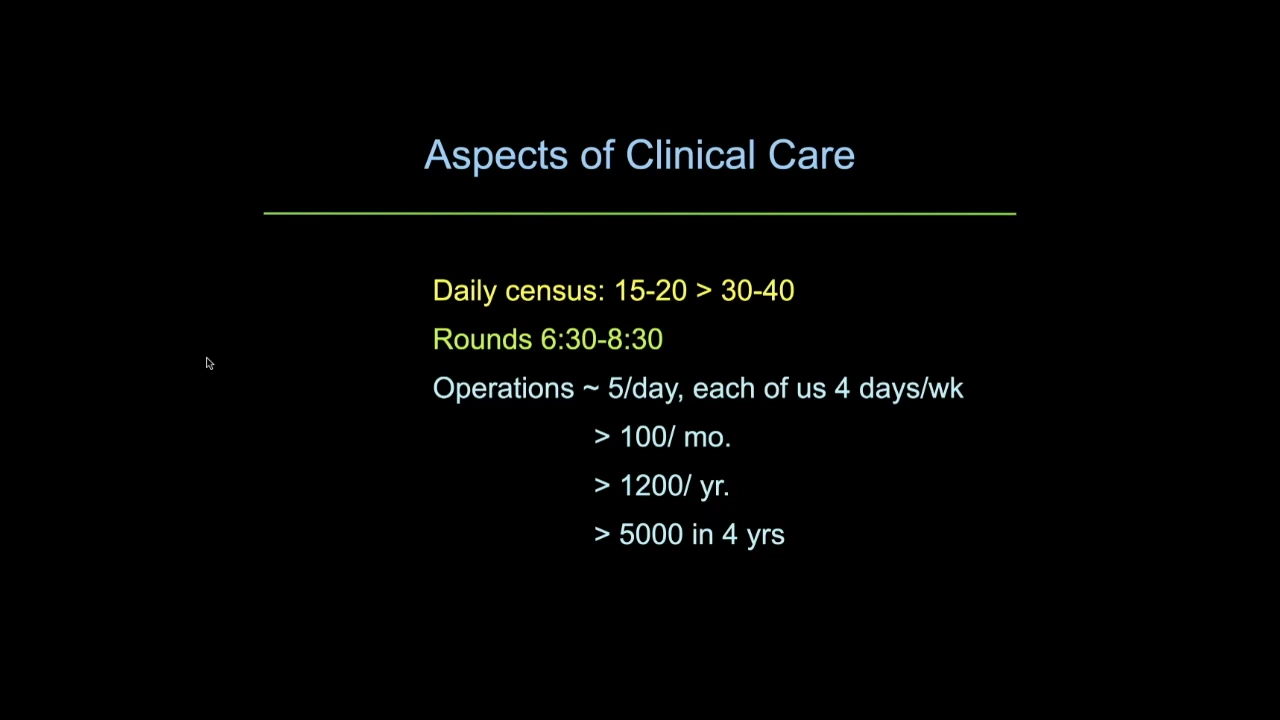 Aspects of Clinical Care
Daily census: 15-20 > 30-40
Rounds 6:30-8:30
Operations ~ 5/day, each of us 4 days/wk
> 100/ mo.
> 1200/ yr.
> 5000 in 4 yrs